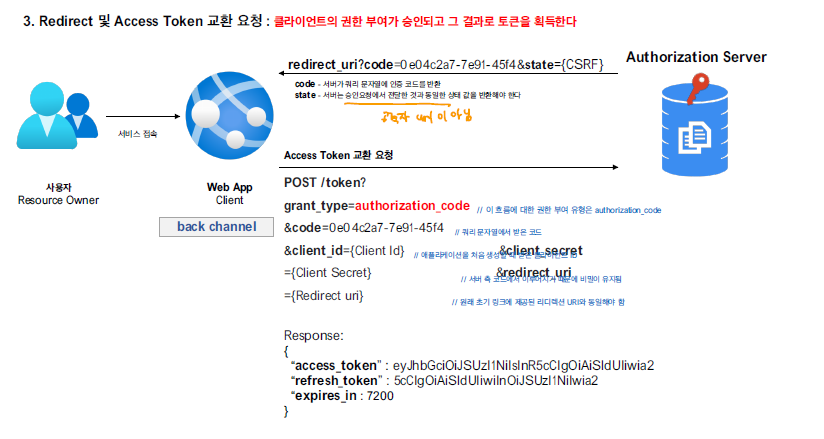 3. Redirect 및 Access Token 교환 요청 : 클라이언트의 권한 부여가 승인되고 그 결과로 토큰을 획득한다
redirect_uri?code=0e04c2a7-7e91-45f4&state={CSRF}
Authorization Server
code - 서버가 쿼리 문자열에 인증 코드를 반환
state - 서버는 승인요청에서 전달한 것과 동일한 상태 값을 반환해야 한다
uri 이 아님
서비스 접속
Access Token 교환 요청
사용자
Resource Owner
Web App
Client
back channel
POST /token?
grant_type=authorization_code // 이 흐름에 대한 권한 부여 유형은 authorization_code
&code=0e04c2a7-7e91-45f4 // 쿼리 문자열에서 받은 코드
&client_id={Client Id} // 애플리케이션을 처음 생성할 때 받은 &client_secret
={Client Secret} // 서버 측 코드에서 이루어지기 때문에 비밀이 유지됨 &redirect_uri
={Redirect uri} // 원래 초기 링크에 제공된 리디렉션 URI와 동일해야 함
Response:
{
“access_token” : eyJhbGciOiJSUzI1NiIsInR5cCIgOiAiSldUIiwia2
“refresh_token” : 5cCIgOiAiSldUIiwiInOiJSUzI1NiIwia2
“expires_in : 7200
}